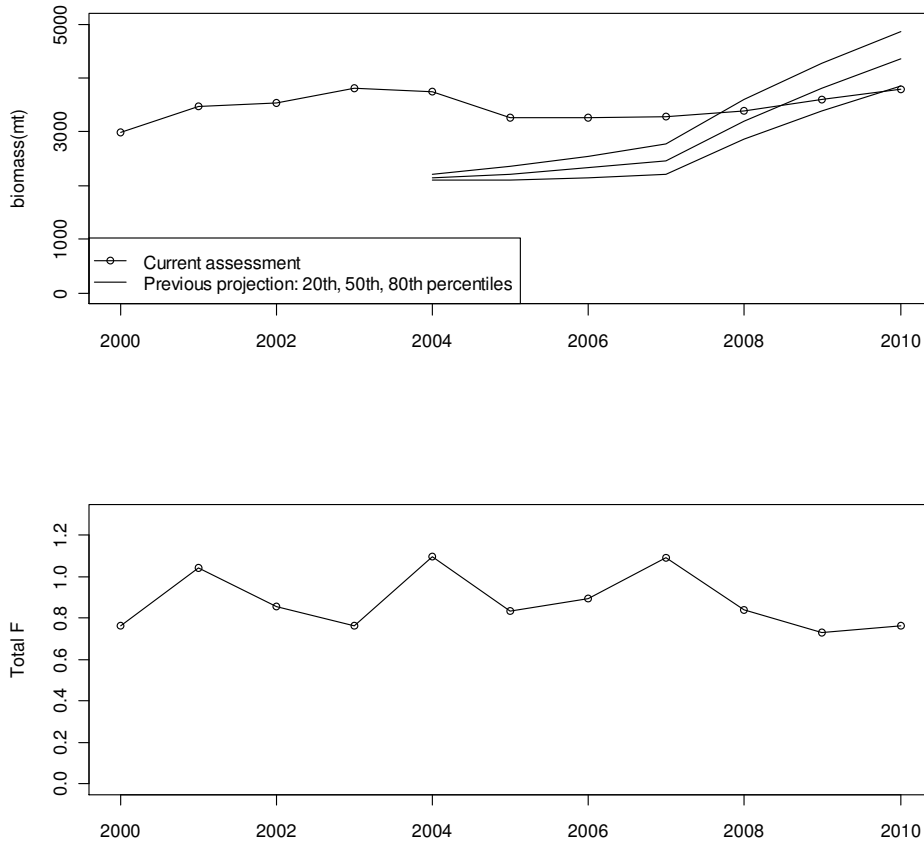 biomass(mt)
5000
3000
1000
0
Current assessment
Previous projection: 20th, 50th, 80th percentiles
2000 2002 2004 2006 2008 2010
Total F
1.2
1.0
0.8
0.6
0.4
0.2
0.0
2000 2002 2004 2006 2008 2010